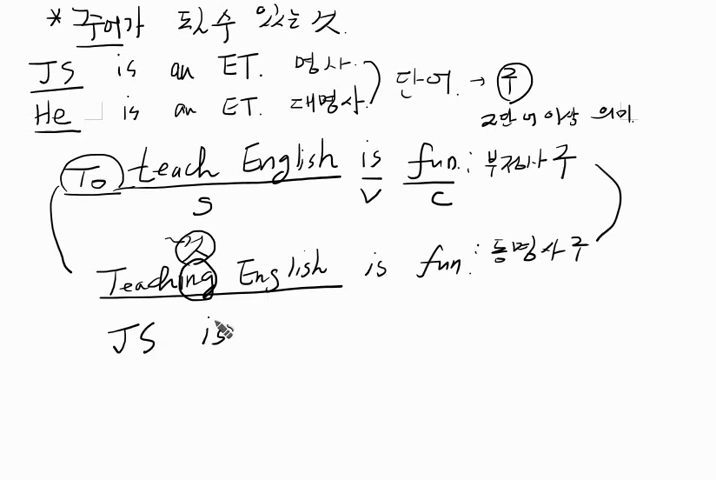 * 주어가 될 수 있는 것.
JS is an ET. 명사. 단어. → 구
He is an ET. 대명사. 2단어 이상 의미
To teach English is fun. : 부정사구
S V C
~것
Teaching English is fun. : 동명사구
JS is